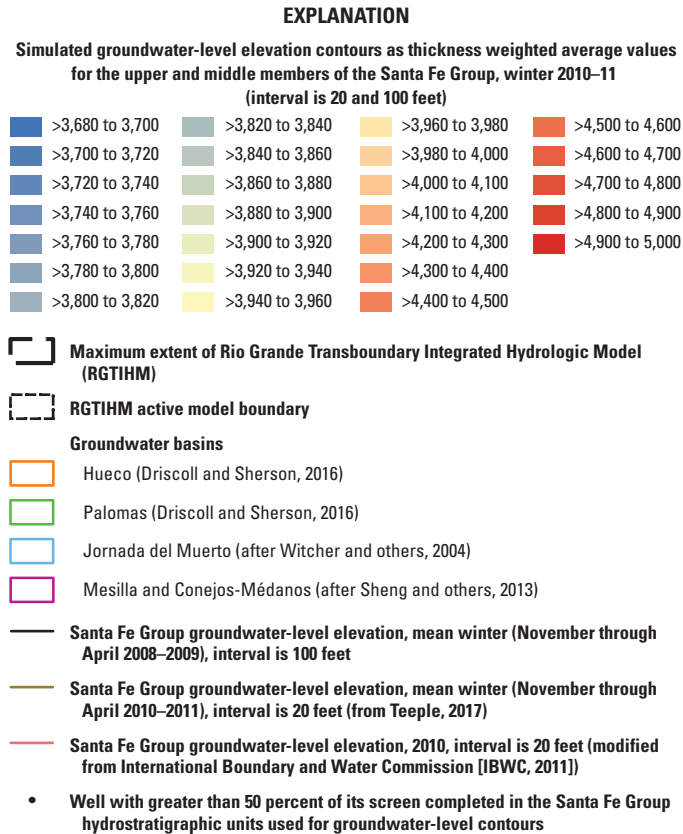 EXPLANATION
Simulated groundwater-level elevation contours as thickness weighted average values
for the upper and middle members of the Santa Fe Group, winter 2010–11
(interval is 20 and 100 feet)
>3,680 to 3,700
>3,700 to 3,720
>3,720 to 3,740
>3,740 to 3,760
>3,760 to 3,780
>3,780 to 3,800
>3,800 to 3,820
>3,820 to 3,840
>3,840 to 3,860
>3,860 to 3,880
>3,880 to 3,900
>3,900 to 3,920
>3,920 to 3,940
>3,940 to 3,960
>3,960 to 3,980
>3,980 to 4,000
>4,000 to 4,100
>4,100 to 4,200
>4,200 to 4,300
>4,300 to 4,400
>4,400 to 4,500
>4,500 to 4,600
>4,600 to 4,700
>4,700 to 4,800
>4,800 to 4,900
>4,900 to 5,000
Maximum extent of Rio Grande Transboundary Integrated Hydrologic Model
(RGTIHM)
RGTIHM active model boundary
Groundwater basins
Hueco (Driscoll and Sherson, 2016)
Palomas (Driscoll and Sherson, 2016)
Jornada del Muerto (after Witcher and others, 2004)
Mesilla and Conejos-Médanos (after Sheng and others, 2013)
Santa Fe Group groundwater-level elevation, mean winter (November through
April 2008–2009), interval is 100 feet
Santa Fe Group groundwater-level elevation, mean winter (November through
April 2010–2011), interval is 20 feet (from Teeple, 2017)
Santa Fe Group groundwater-level elevation, 2010, interval is 20 feet (modified
from International Boundary and Water Commission [IBWC, 2011])
Well with greater than 50 percent of its screen completed in the Santa Fe Group
hydrostratigraphic units used for groundwater-level contours